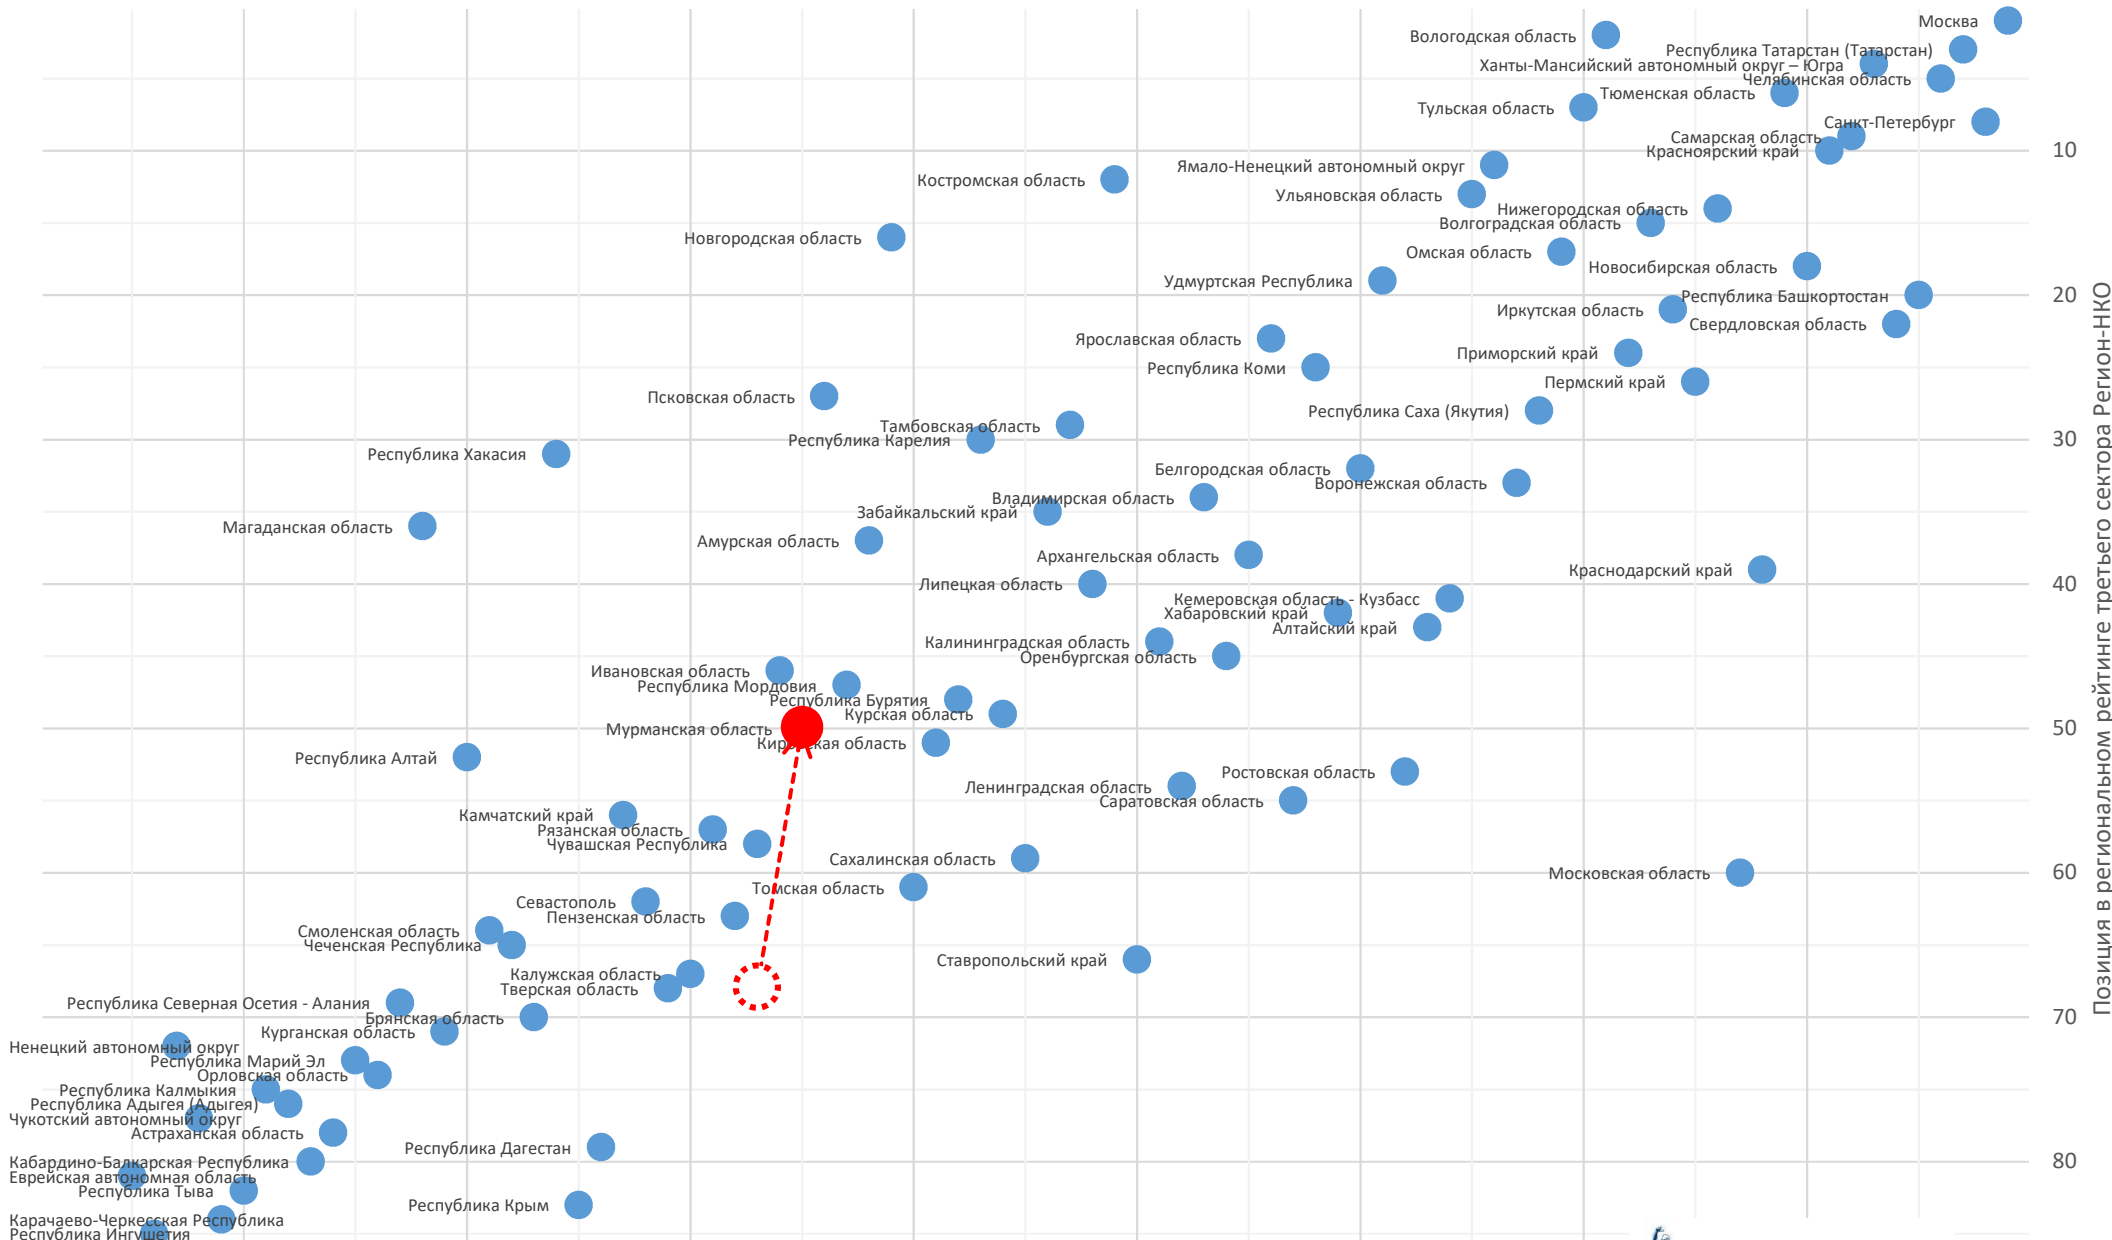 Москва
Вологодская область
Республика Татарстан (Татарстан)
Ханты-Мансийский автономный округ – Югра
Челябинская область
Тюменская область
Тульская область
Санкт-Петербург
Самарская область
Красноярский край
10
Ямало-Ненецкий автономный округ
Костромская область
Ульяновская область
Нижегородская область
Волгоградская область
Новгородская область
Омская область
Новосибирская область
Удмуртская Республика
Республика Башкортостан
20
Иркутская область
Свердловская область
Ярославская область
Приморский край
Республика Коми
Пермский край
Псковская область
Республика Саха (Якутия)
Тамбовская область
Республика Карелия
30
Республика Хакасия
Белгородская область
Воронежская область
Владимирская область
Забайкальский край
Магаданская область
Амурская область
Архангельская область
Краснодарский край
Липецкая область
40
Кемеровская область - Кузбасс
Хабаровский край
Алтайский край
Калининградская область
Оренбургская область
Ивановская область
Республика Мордовия
Республика Бурятия
Курская область
Мурманская область
50
Кировская область
Республика Алтай
Ростовская область
Ленинградская область
Саратовская область
Камчатский край
Рязанская область
Чувашская Республика
Сахалинская область
Московская область
60
Томская область
Севастополь
Пензенская область
Смоленская область
Чеченская Республика
Ставропольский край
Калужская область
Тверская область
Республика Северная Осетия - Алания
Брянская область
70
Курганская область
Ненецкий автономный округ
Республика Марий Эл
Орловская область
Республика Калмыкия
Республика Адыгея (Адыгея)
Чукотский автономный округ
Астраханская область
Республика Дагестан
Кабардино-Балкарская Республика
80
Еврейская автономная область
Республика Тыва
Республика Крым
Карачаево-Черкесская Республика
Республика Ингушетия
Позиция в региональном рейтинге третьего сектора Регион-НКО